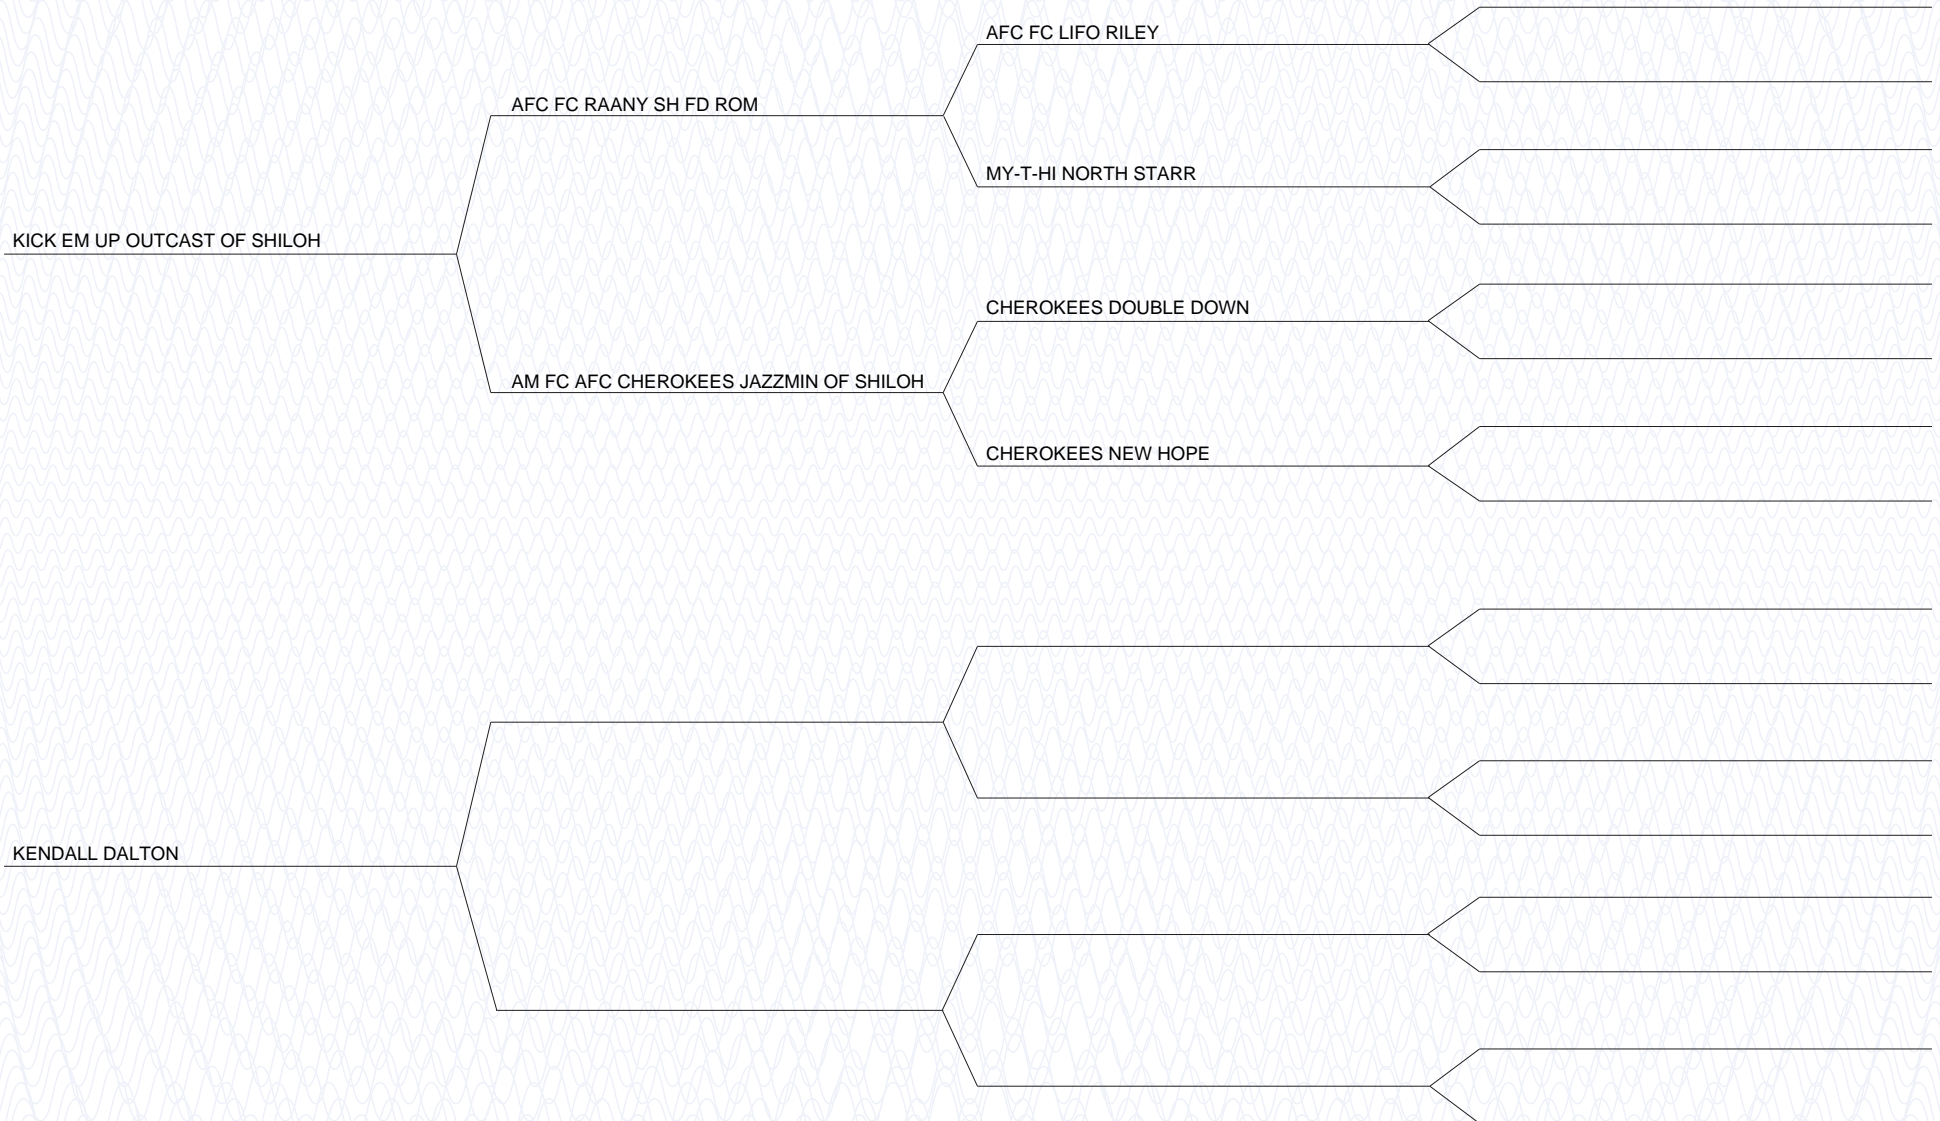 AFC FC LIFO RILEY
AFC FC RAANY SH FD ROM
MY-T-HI NORTH STARR
KICK EM UP OUTCAST OF SHILOH
CHEROKEES DOUBLE DOWN
AM FC AFC CHEROKEES JAZZMIN OF SHILOH
CHEROKEES NEW HOPE
KENDALL DALTON